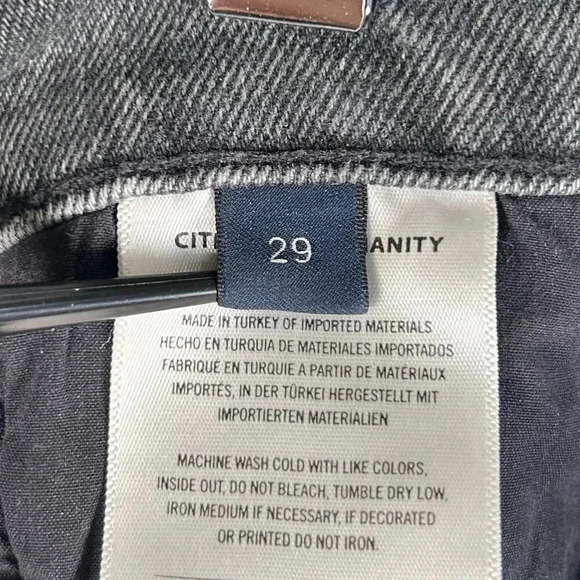 29
ANITY
MADE IN TURKEY OF IMPORTED MATERIALS
HECHO EN TURQUIA DE MATERIALES IMPORTADOS
FABRIQUÉ EN TURQUIE A PARTIR DE MATÉRIAUX
IMPORTÉS, IN DER TÜRKEI HERGESTELLT MIT
IMPORTIERTEN MATERIALIEN
MACHINE WASH COLD WITH LIKE COLORS,
INSIDE OUT, DO NOT BLEACH, TUMBLE DRY LOW,
IRON MEDIUM IF NECESSARY, IF DECORATED
OR PRINTED DO NOT IRON.